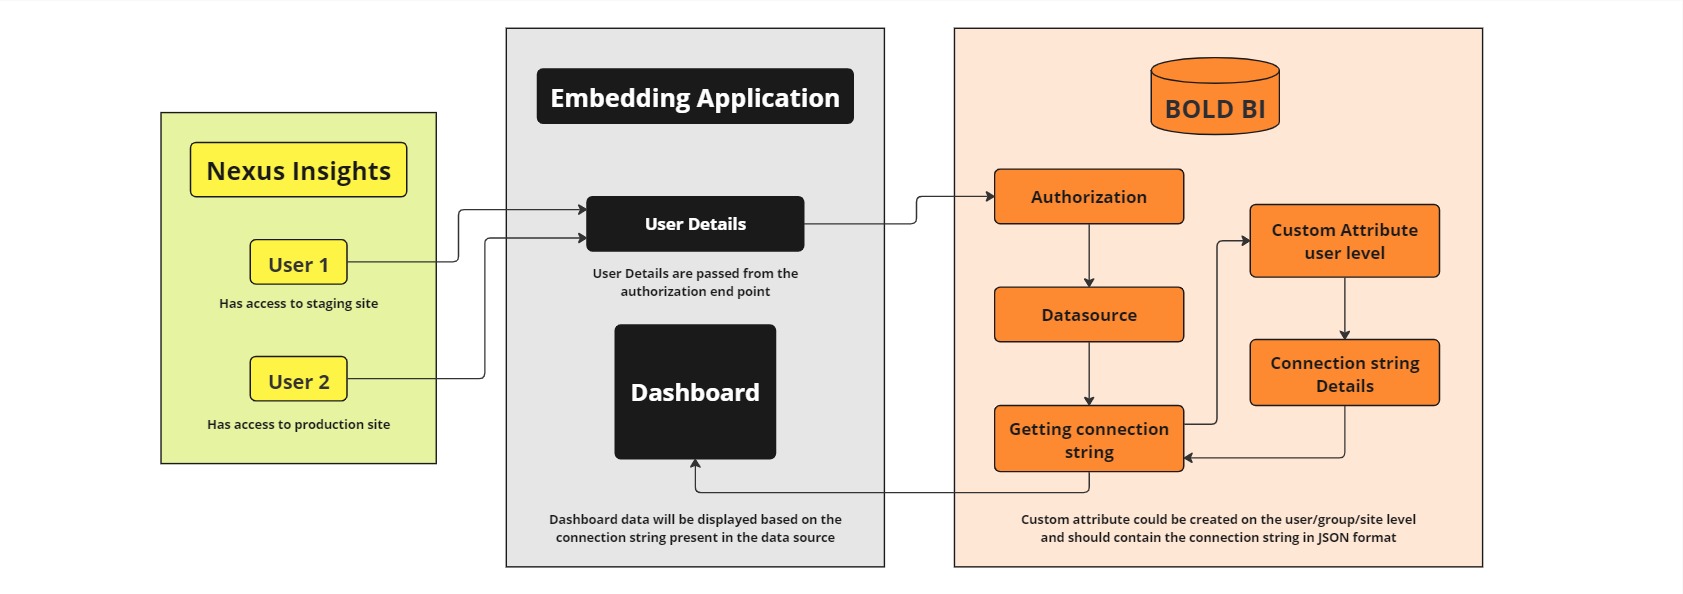 Nexus Insights
User 1
Has access to staging site
User 2
Has access to production site
Embedding Application
User Details
User Details are passed from the
authorization end point
Dashboard
Dashboard data will be displayed based on the
connection string present in the data source
BOLD BI
Authorization
Datasource
Getting connection
string
Custom Attribute
user level
Connection string
Details
Custom attribute could be created on the user/group/site level
and should contain the connection string in JSON format